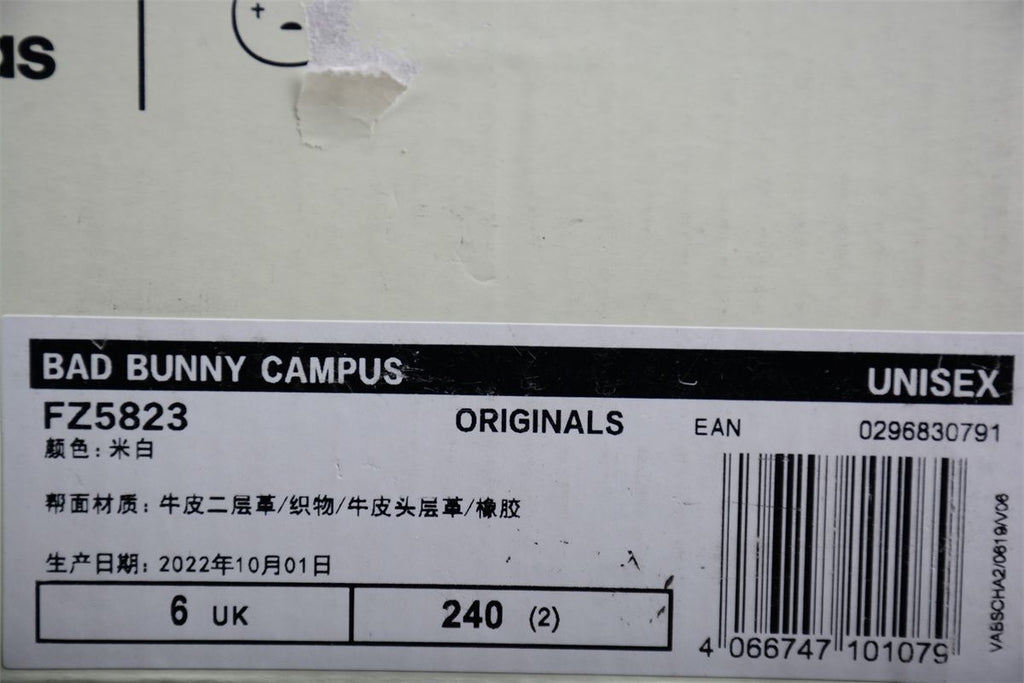 as
BAD BUNNY CAMPUS UNISEX
FZ5823 ORIGINALS EAN 0296830791
颜色: 米白
帮面材质: 牛皮二层革/织物/牛皮头层革/橡胶
生产日期: 2022年10月01日
6 UK 240 (2)
4 066747 101079
VABSCHA2/0619/V06